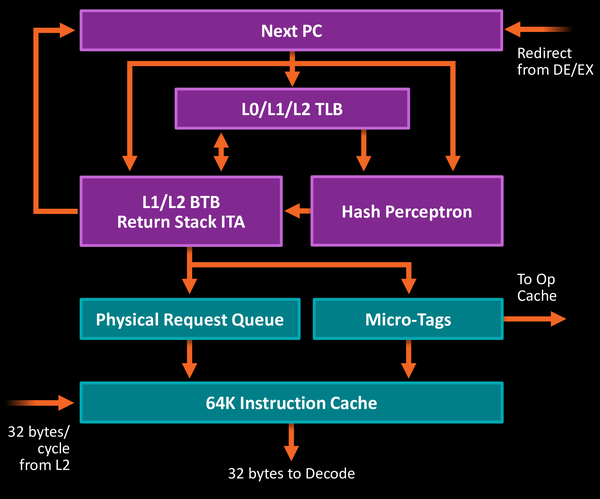 Next PC
Redirect
from DE/EX
L0/L1/L2 TLB
L1/L2 BTB
Return Stack ITA
Hash Perceptron
To Op
Cache
Physical Request Queue
Micro-Tags
64K Instruction Cache
32 bytes/
cycle
from L2
32 bytes to Decode